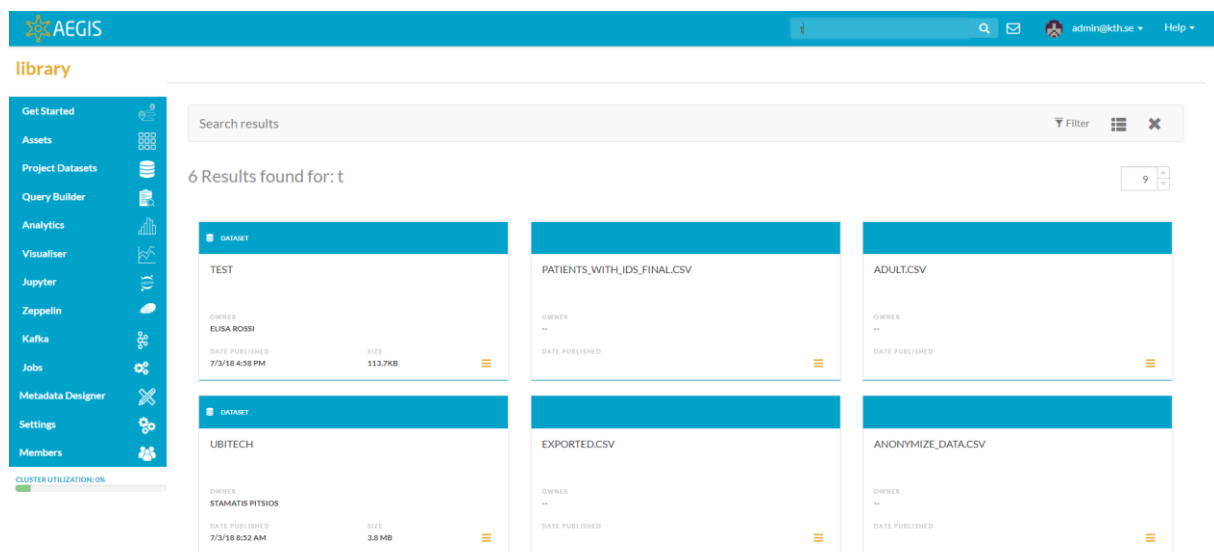 AEGIS
t
admin@kth.se
Help
library
Get Started
Assets
Project Datasets
Query Builder
Analytics
Visualiser
Jupyter
Zeppelin
Kafka
Jobs
Metadata Designer
Settings
Members
CLUSTER UTILIZATION: 0%
Search results
Filter
6 Results found for: t
9
DATASET
TEST
OWNER
ELISA ROSSI
DATE PUBLISHED SIZE
7/3/18 4:58 PM 113.7KB
PATIENTS_WITH_IDS_FINAL.CSV
OWNER
--
DATE PUBLISHED
ADULT.CSV
OWNER
--
DATE PUBLISHED
DATASET
UBITECH
OWNER
STAMATIS PITSIOS
DATE PUBLISHED SIZE
7/3/18 8:52 AM 3.8 MB
EXPORTED.CSV
OWNER
--
DATE PUBLISHED
ANONYMIZE_DATA.CSV
OWNER
--
DATE PUBLISHED